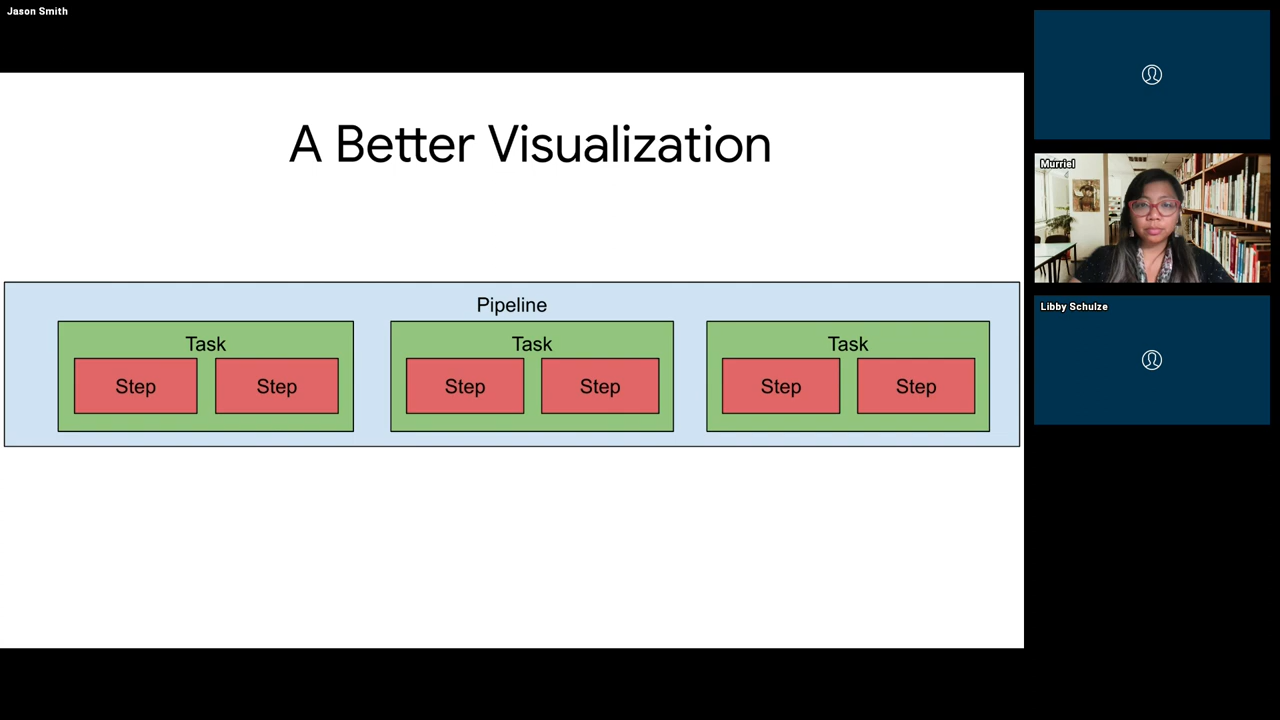 Jason Smith
A Better Visualization
Pipeline
Task
Task
Task
Step
Step
Step
Step
Step
Step
Murriel
Libby Schulze